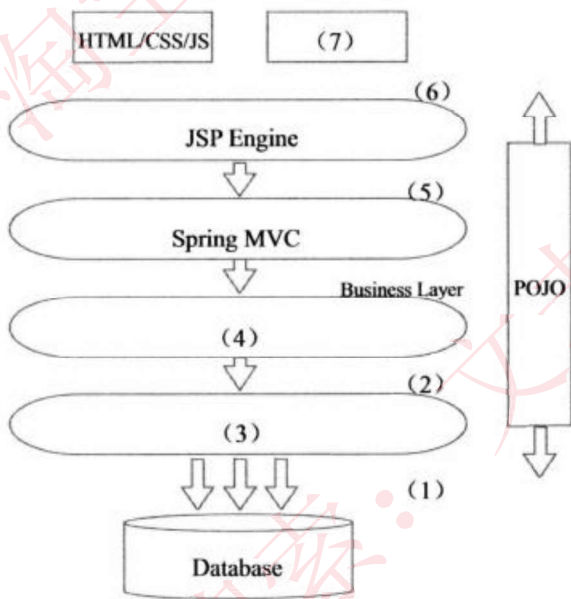 HTML/CSS/JS
(7)
(6)
JSP Engine
(5)
Spring MVC
Business Layer
POJO
(4)
(2)
(3)
(1)
Database